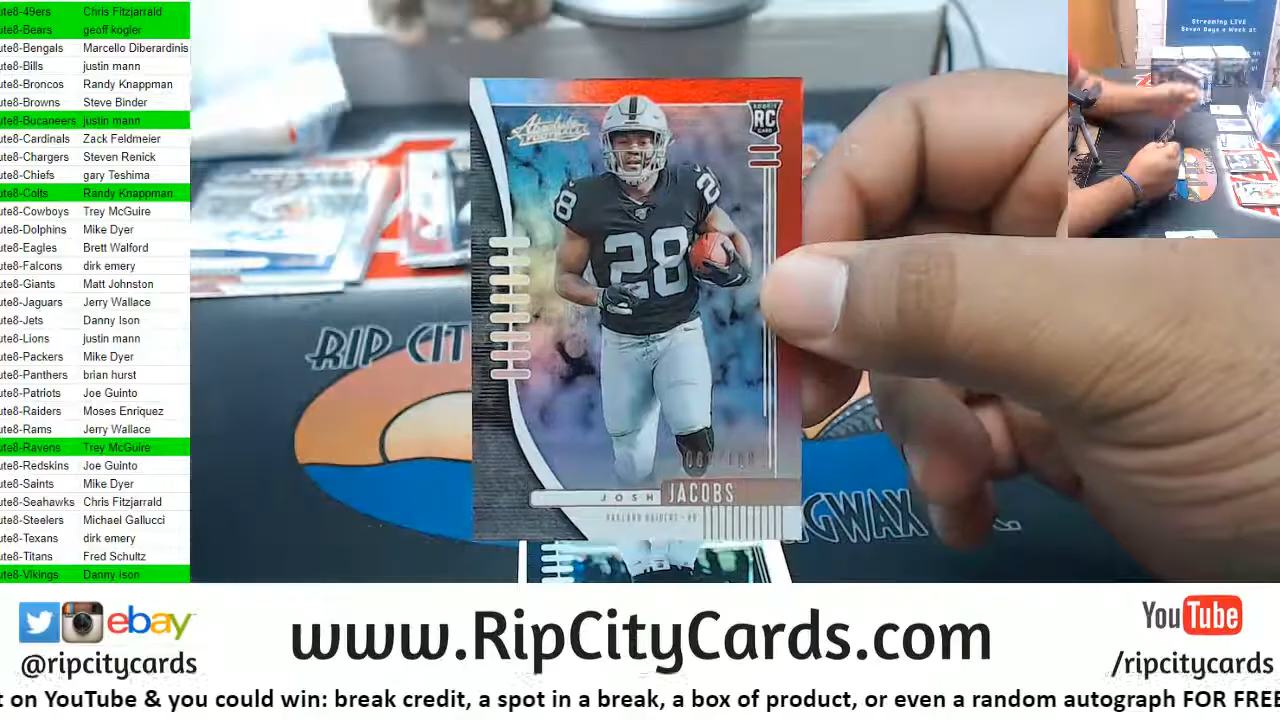 ute8-49ers Chris Fitzjarrald
ute8-Bears geoff kogler
ute8-Bengals Marcello Diberardinis
ute8-Bills justin mann
ute8-Broncos Randy Knappman
ute8-Browns Steve Binder
ute8-Bucaneers justin mann
ute8-Cardinals Zack Feldmeier
ute8-Chargers Steven Renick
ute8-Chiefs gary Teshima
ute8-Colts Randy Knappman
ute8-Cowboys Trey McGuire
ute8-Dolphins Mike Dyer
ute8-Eagles Brett Walford
ute8-Falcons dirk emery
ute8-Giants Matt Johnston
ute8-Jaguars Jerry Wallace
ute8-Jets Danny Ison
ute8-Lions justin mann
ute8-Packers Mike Dyer
ute8-Panthers brian hurst
ute8-Patriots Joe Guinto
ute8-Raiders Moses Enriquez
ute8-Rams Jerry Wallace
ute8-Ravens Trey McGuire
ute8-Redskins Joe Guinto
ute8-Saints Mike Dyer
ute8-Seahawks Chris Fitzjarrald
ute8-Steelers Michael Gallucci
ute8-Texans dirk emery
ute8-Titans Fred Schultz
ute8-Vikings Danny Ison
Streaming LIVE
Seven Days a Week at
Absolute
ROOKIE
RC
CARD
28
28
28
JOSH JACOBS
OAKLAND RAIDERS • RB
RIP CIT
GWAX
ebay
@ripcitycards
www.RipCityCards.com
YouTube
/ripcitycards
t on YouTube & you could win: break credit, a spot in a break, a box of product, or even a random autograph FOR FREE